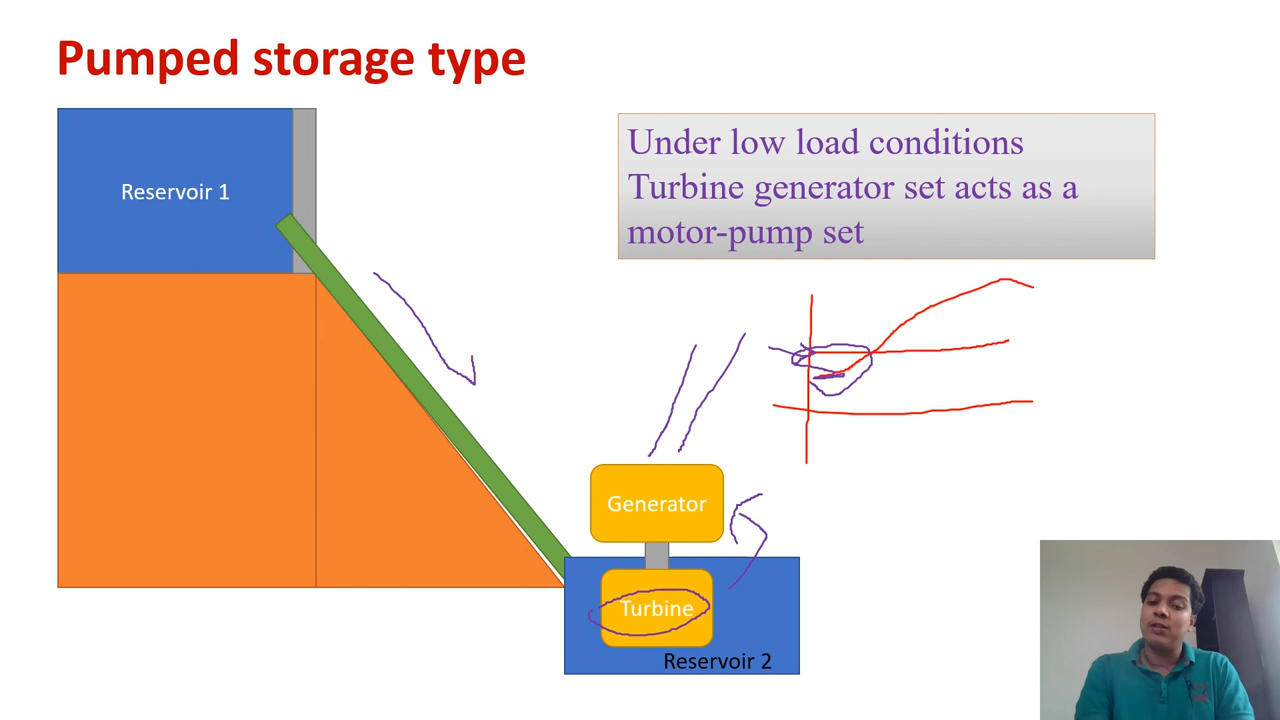 Pumped storage type
Reservoir 1
Under low load conditions
Turbine generator set acts as a
motor-pump set
Generator
Turbine
Reservoir 2